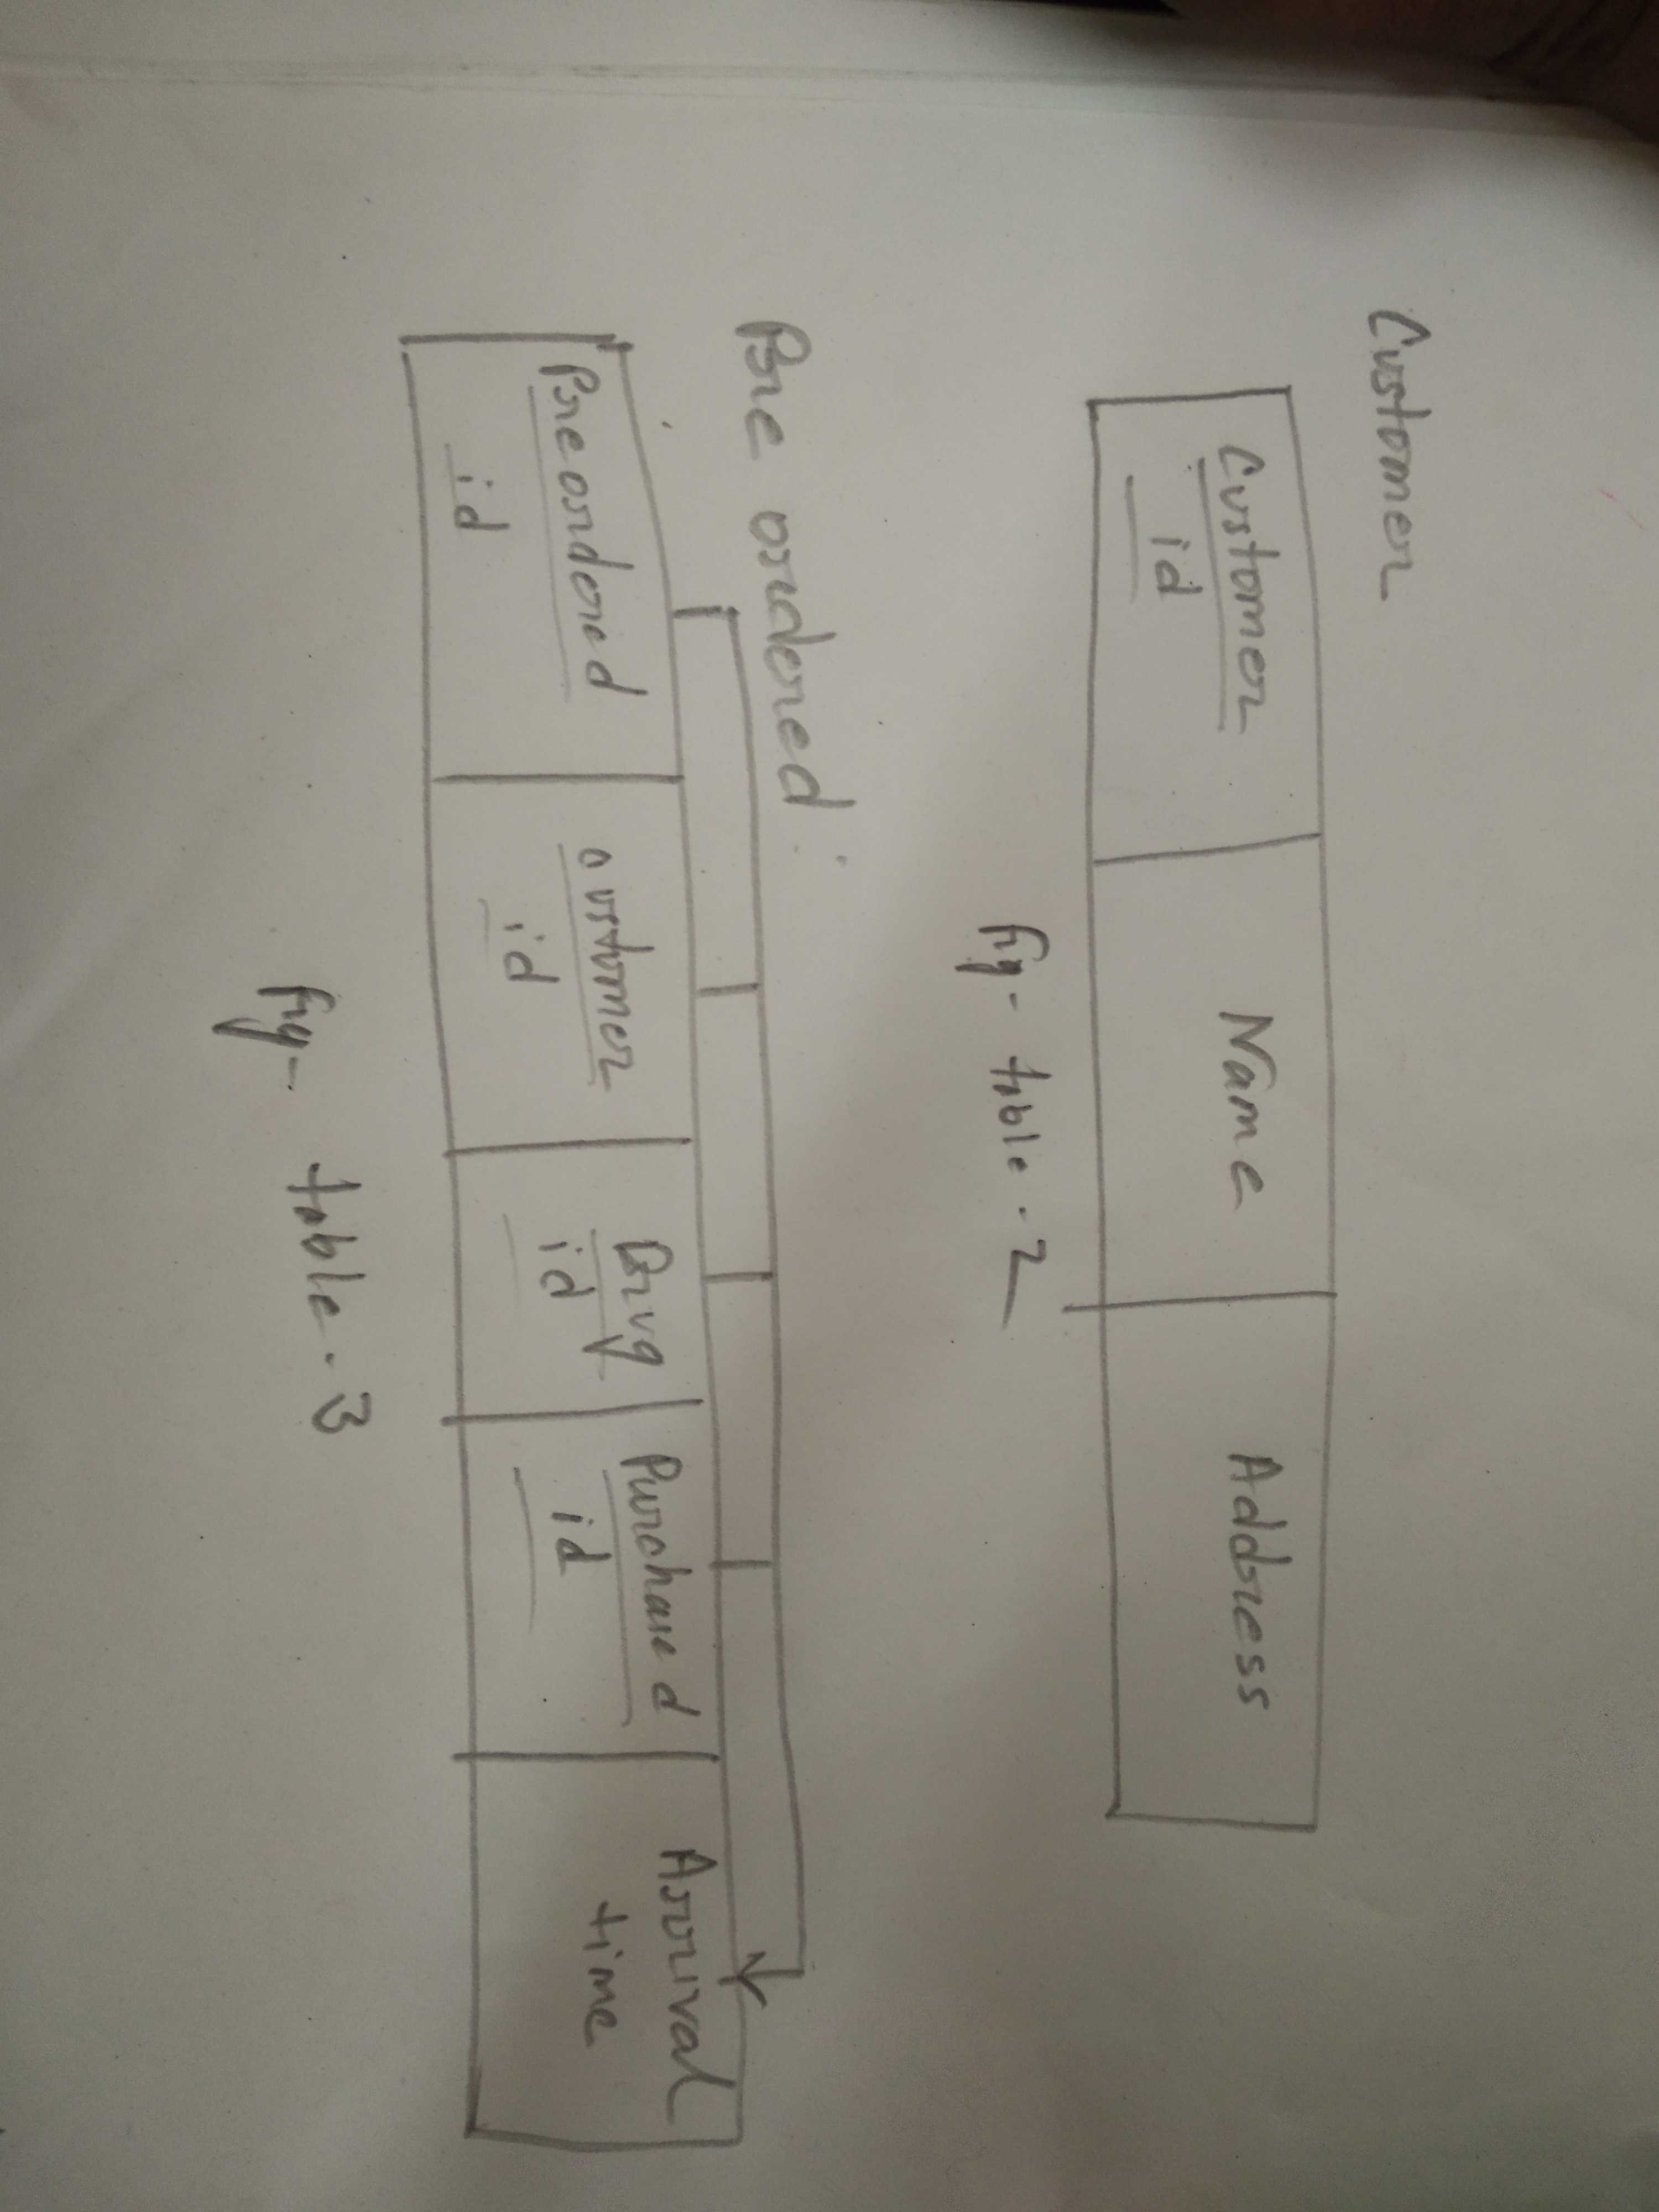 Customer
Customer id
Name
Address
fig- table-2
Pre ordered:
Preordered id
customer id
Drug id
Purchased id
Arrival time
fig- table-3